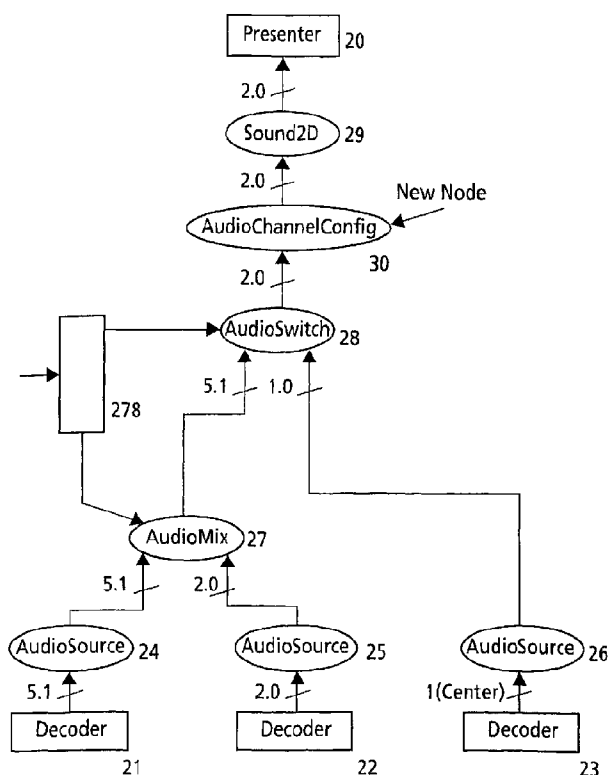 Presenter 20
2.0
Sound2D 29
2.0
New Node
AudioChannelConfig
30
2.0
AudioSwitch 28
5.1 1.0
278
AudioMix 27
5.1 2.0
AudioSource 24 AudioSource 25 AudioSource 26
5.1 2.0 1(Center)
Decoder Decoder Decoder
21 22 23